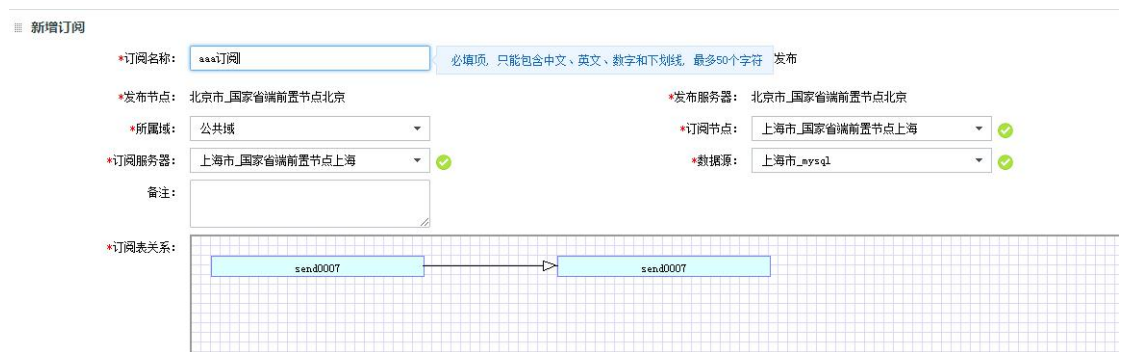 新增订阅
*订阅名称： aaa订阅 必填项，只能包含中文、英文、数字和下划线，最多50个字符 发布
*发布节点： 北京市_国家省端前置节点北京 *发布服务器： 北京市_国家省端前置节点北京
*所属域： 公共域 *订阅节点： 上海市_国家省端前置节点上海
*订阅服务器： 上海市_国家省端前置节点上海 *数据源： 上海市_mysql
备注：
*订阅表关系：
send0007 send0007